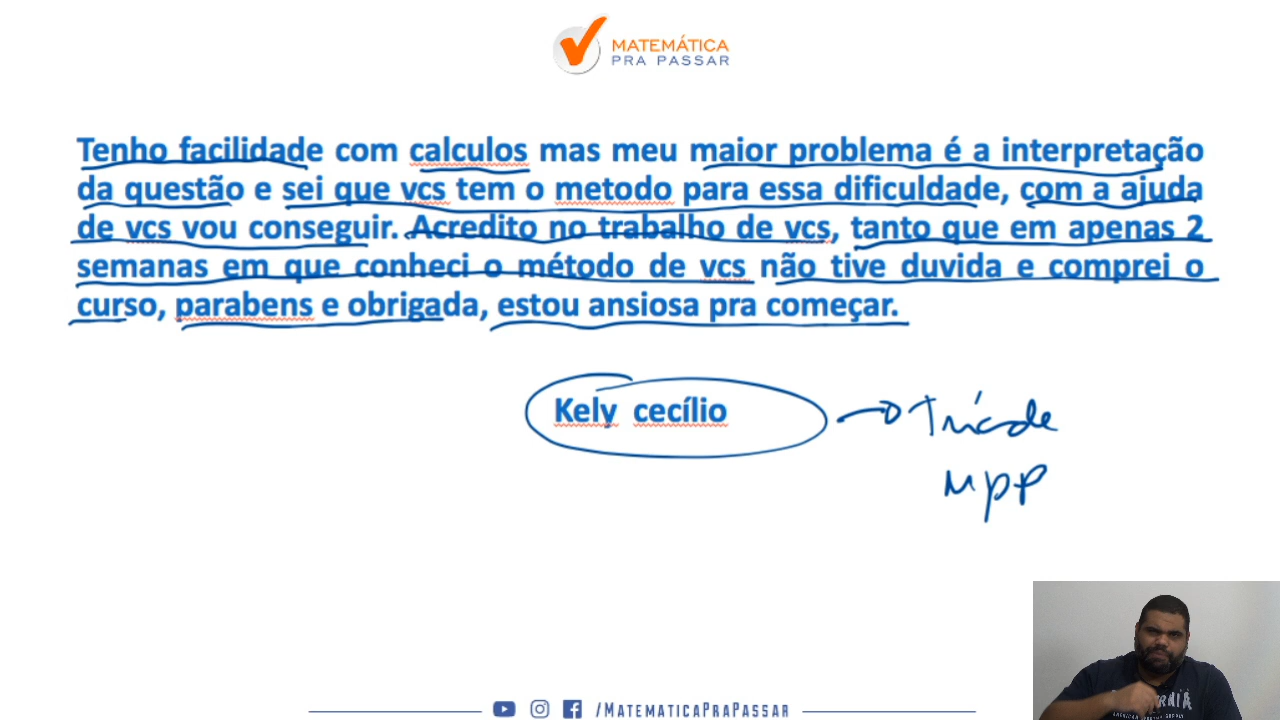 MATEMÁTICA
PRA PASSAR
Tenho facilidade com calculos mas meu maior problema é a interpretação
da questão e sei que vcs tem o metodo para essa dificuldade, com a ajuda
de vcs vou conseguir. Acredito no trabalho de vcs, tanto que em apenas 2
semanas em que conheci o método de vcs não tive duvida e comprei o
curso, parabens e obrigada, estou ansiosa pra começar.
Kely cecílio
Tríade
MPP
/MATEMATICAPRAPASSAR